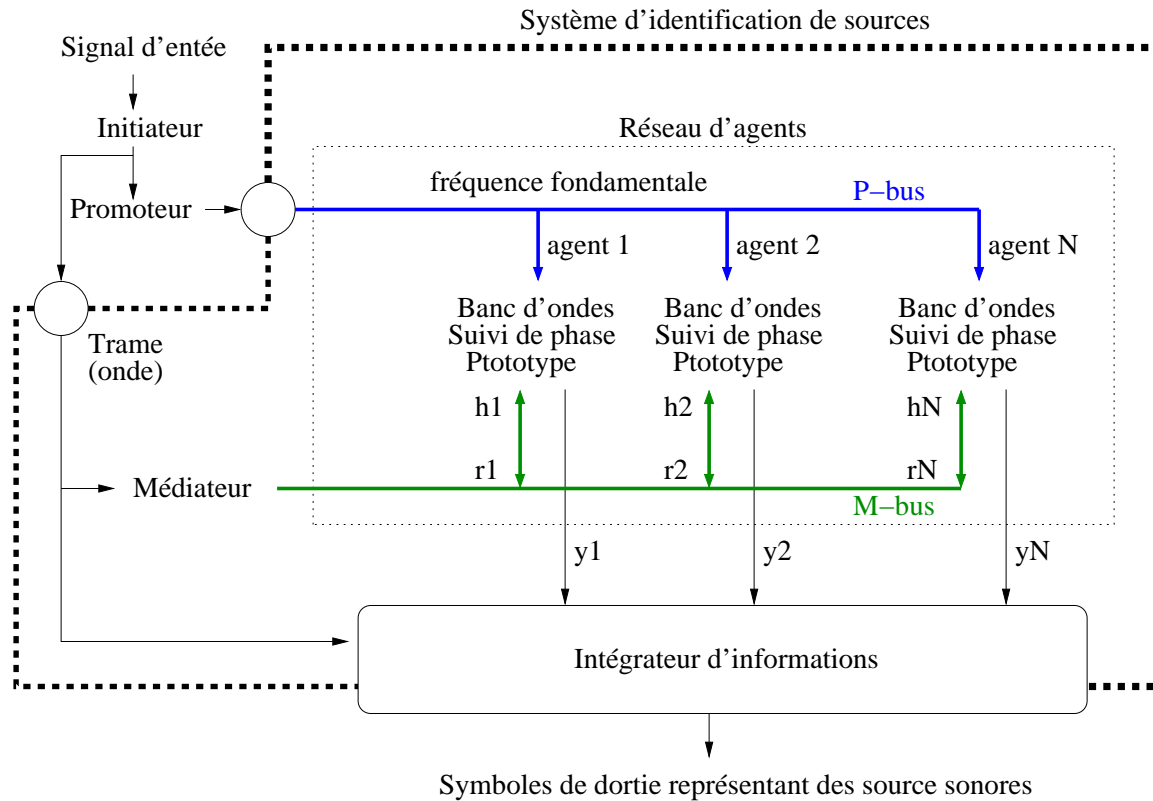 Système d'identification de sources
Signal d'entée
Initiateur
Réseau d'agents
fréquence fondamentale
P-bus
Promoteur
agent 1
agent 2
agent N
Banc d'ondes
Suivi de phase
Ptototype
Banc d'ondes
Suivi de phase
Ptototype
Banc d'ondes
Suivi de phase
Ptototype
Trame
(onde)
h1
h2
hN
r1
r2
rN
Médiateur
M-bus
y1
y2
yN
Intégrateur d'informations
Symboles de dortie représentant des source sonores